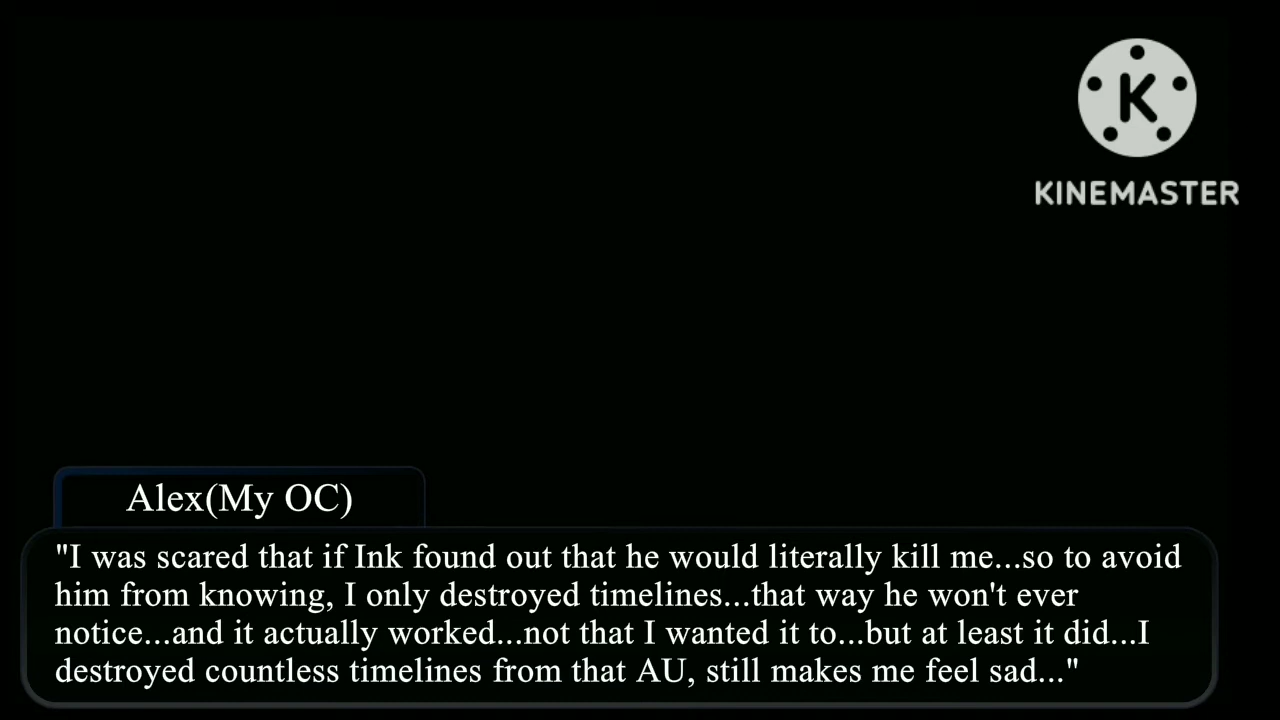 K
KINEMASTER
Alex(My OC)
"I was scared that if Ink found out that he would literally kill me...so to avoid
him from knowing, I only destroyed timelines...that way he won't ever
notice...and it actually worked...not that I wanted it to...but at least it did...I
destroyed countless timelines from that AU, still makes me feel sad..."